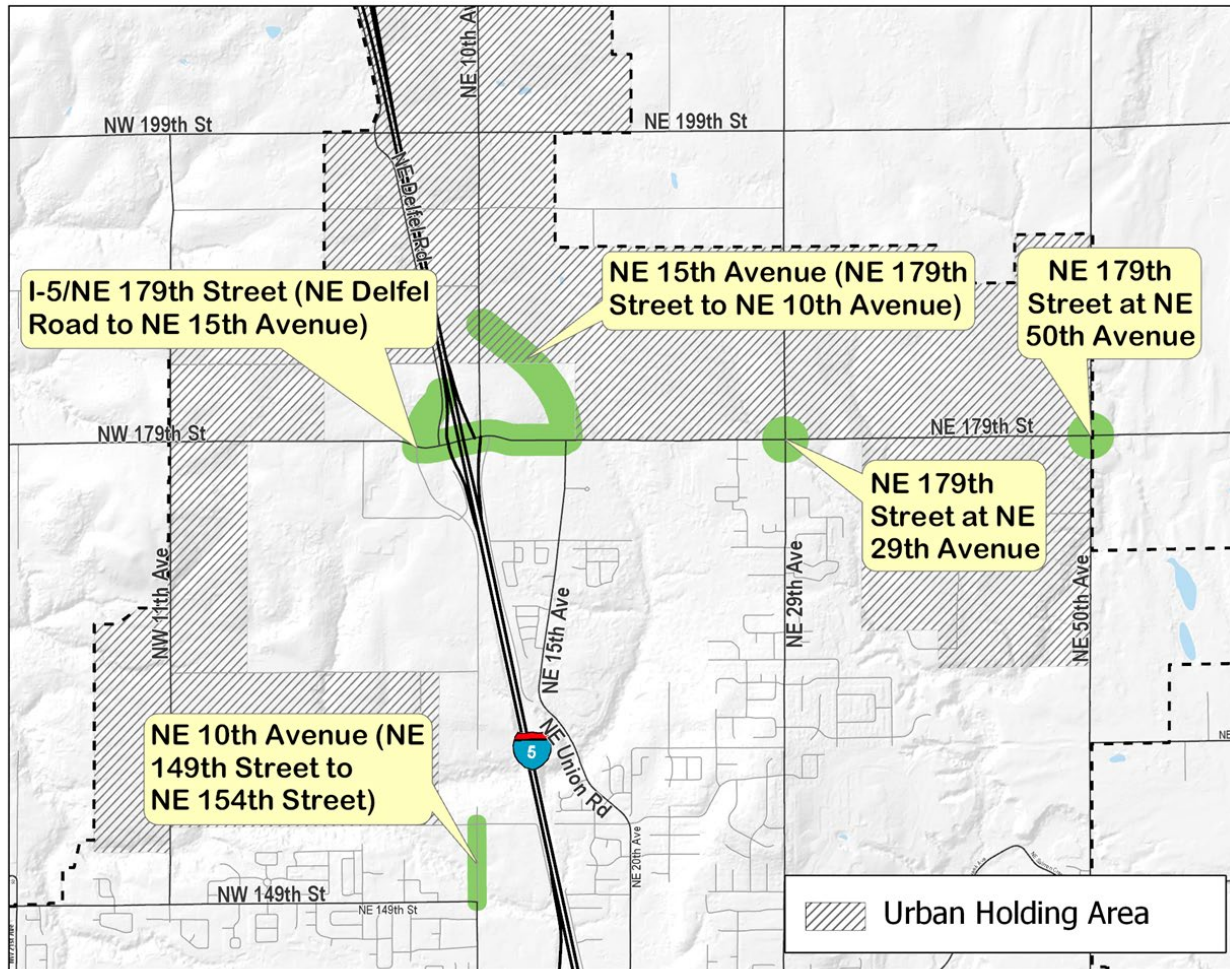 NE 10th Av
NW 199th St
NE 199th St
NE Delfel Rd
I-5/NE 179th Street (NE Delfel
Road to NE 15th Avenue)
NE 15th Avenue (NE 179th
Street to NE 10th Avenue)
NE 179th
Street at NE
50th Avenue
NW 179th St
NE 179th St
NE 179th
Street at NE
29th Avenue
NW 11th Ave
NE 15th Ave
NE 29th Ave
NE 50th Ave
NE 10th Avenue (NE
149th Street to
NE 154th Street)
5
NE Union Rd
NE
NE 20th Ave
NW 149th St
NE 149th St
Urban Holding Area